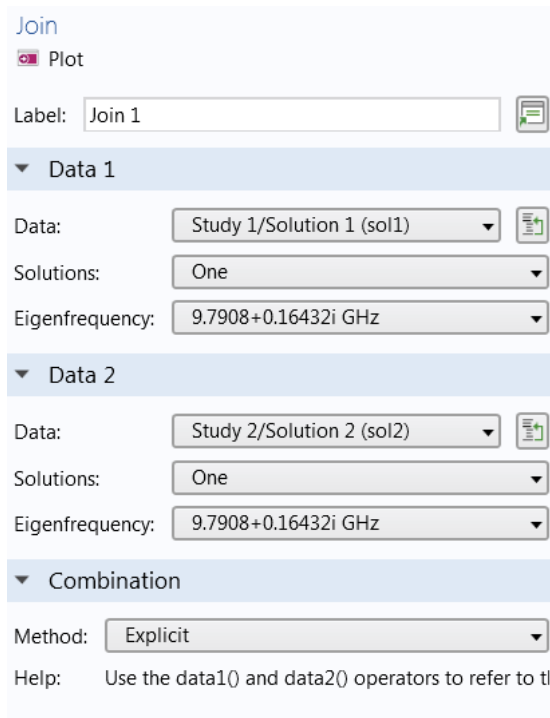 Join
Plot
Label: Join 1
Data 1
Data: Study 1/Solution 1 (sol1)
Solutions: One
Eigenfrequency: 9.7908+0.16432i GHz
Data 2
Data: Study 2/Solution 2 (sol2)
Solutions: One
Eigenfrequency: 9.7908+0.16432i GHz
Combination
Method: Explicit
Help: Use the data1() and data2() operators to refer to